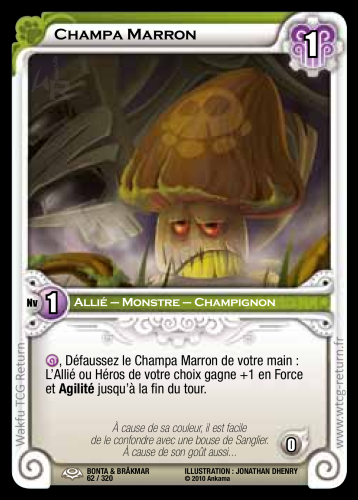 Champa Marron
1
Nv 1
Allié – Monstre – Champignon
, Défaussez le Champa Marron de votre main :
L'Allié ou Héros de votre choix gagne +1 en Force
et Agilité jusqu'à la fin du tour.
À cause de sa couleur, il est facile
de le confondre avec une bouse de Sanglier.
À cause de son goût aussi...
0
BONTA & BRÂKMAR
62 / 320
ILLUSTRATION : JONATHAN DHENRY
© 2010 Ankama
Wakfu TCG Return
www.wtcg-return.fr